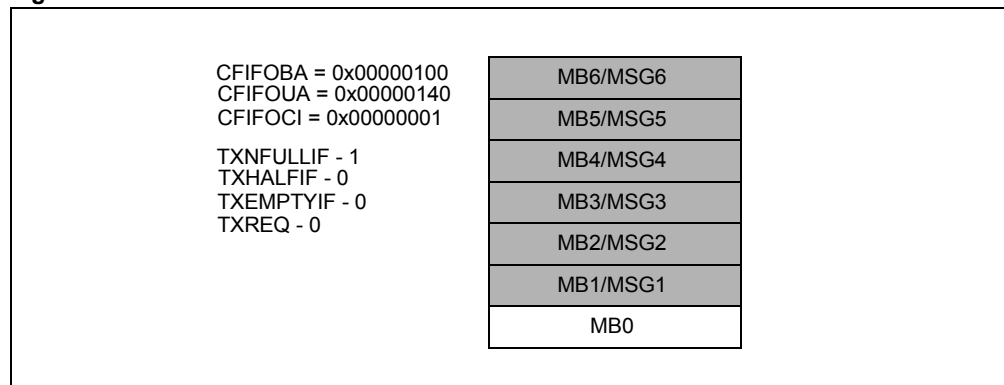 CFIFOBA = 0x00000100
CFIFOUA = 0x00000140
CFIFOCI = 0x00000001
TXNFULLIF - 1
TXHALFIF - 0
TXEMPTYIF - 0
TXREQ - 0
MB6/MSG6
MB5/MSG5
MB4/MSG4
MB3/MSG3
MB2/MSG2
MB1/MSG1
MB0